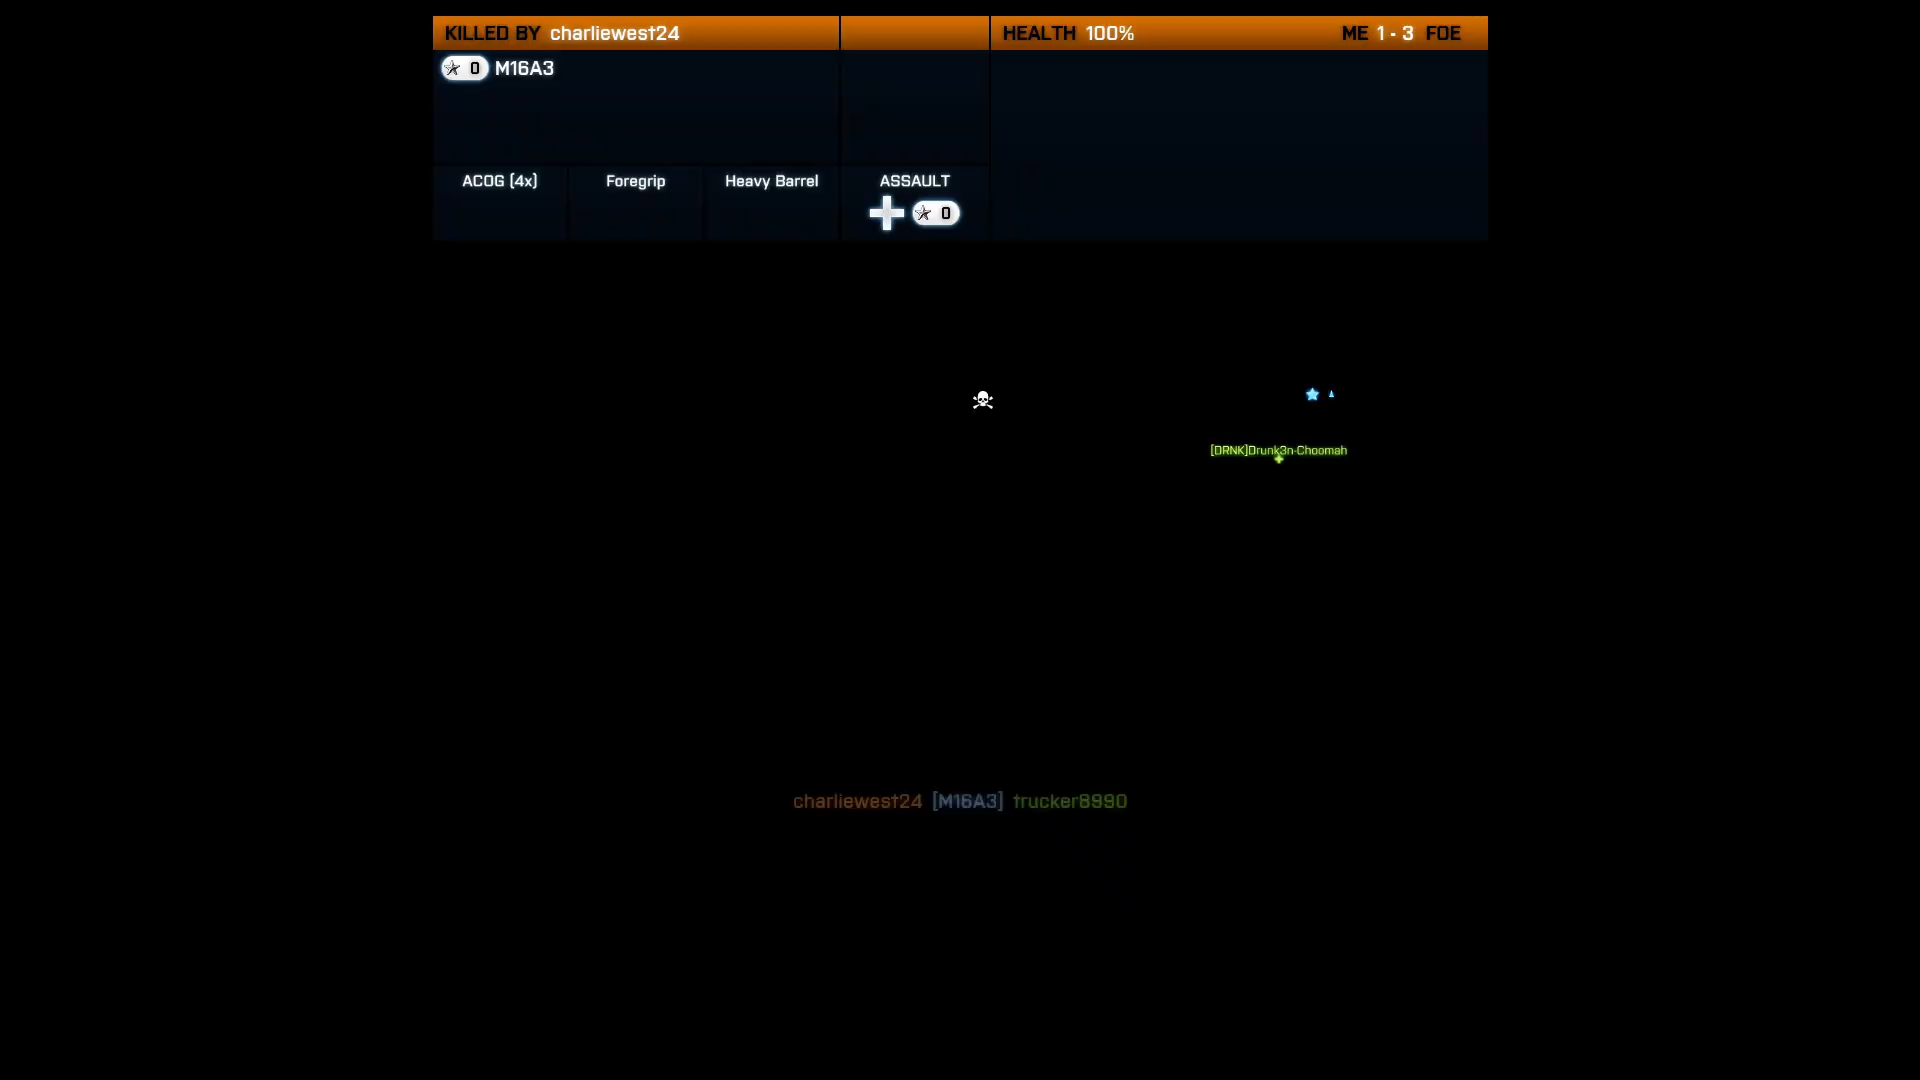 KILLED BY charliewest24 HEALTH 100% ME 1 - 3 FOE
0 M16A3
ACOG (4x) Foregrip Heavy Barrel ASSAULT
0
[DRNK]Drunk3n-Choomah
charliewest24 [M16A3] trucker8990